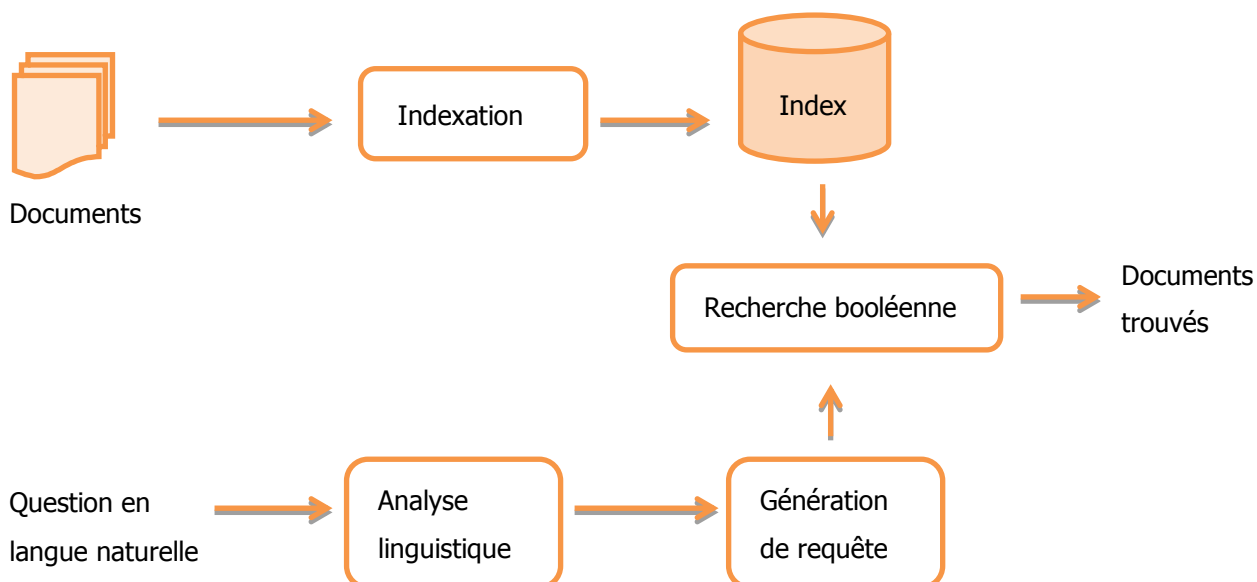 Indexation
Index
Documents
Recherche booléenne
Documents
trouvés
Question en
langue naturelle
Analyse
linguistique
Génération
de requête